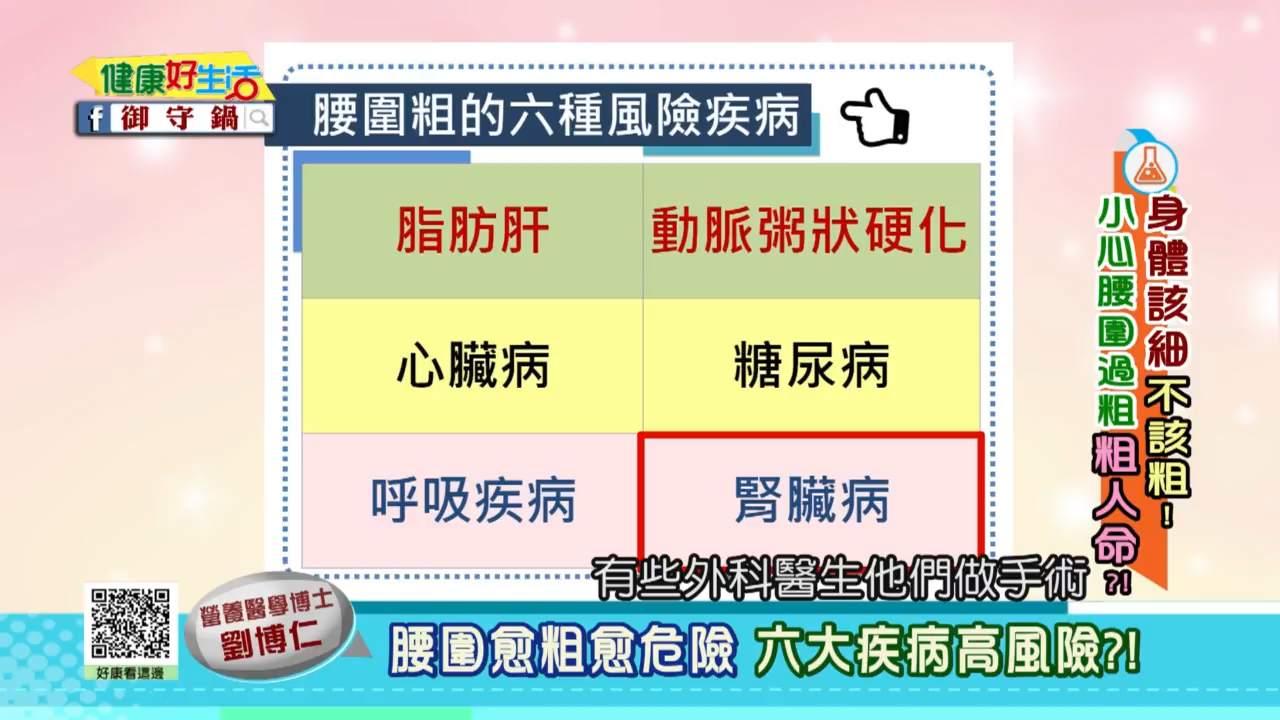 健康好生活
f 御守鍋
腰圍粗的六種風險疾病
脂肪肝
動脈粥狀硬化
心臟病
糖尿病
呼吸疾病
腎臟病
身體該細不該粗!
小心腰圍過粗粗人命?!
有些外科醫生他們做手術
營養醫學博士
劉博仁
腰圍愈粗愈危險 六大疾病高風險?!
好康看這邊